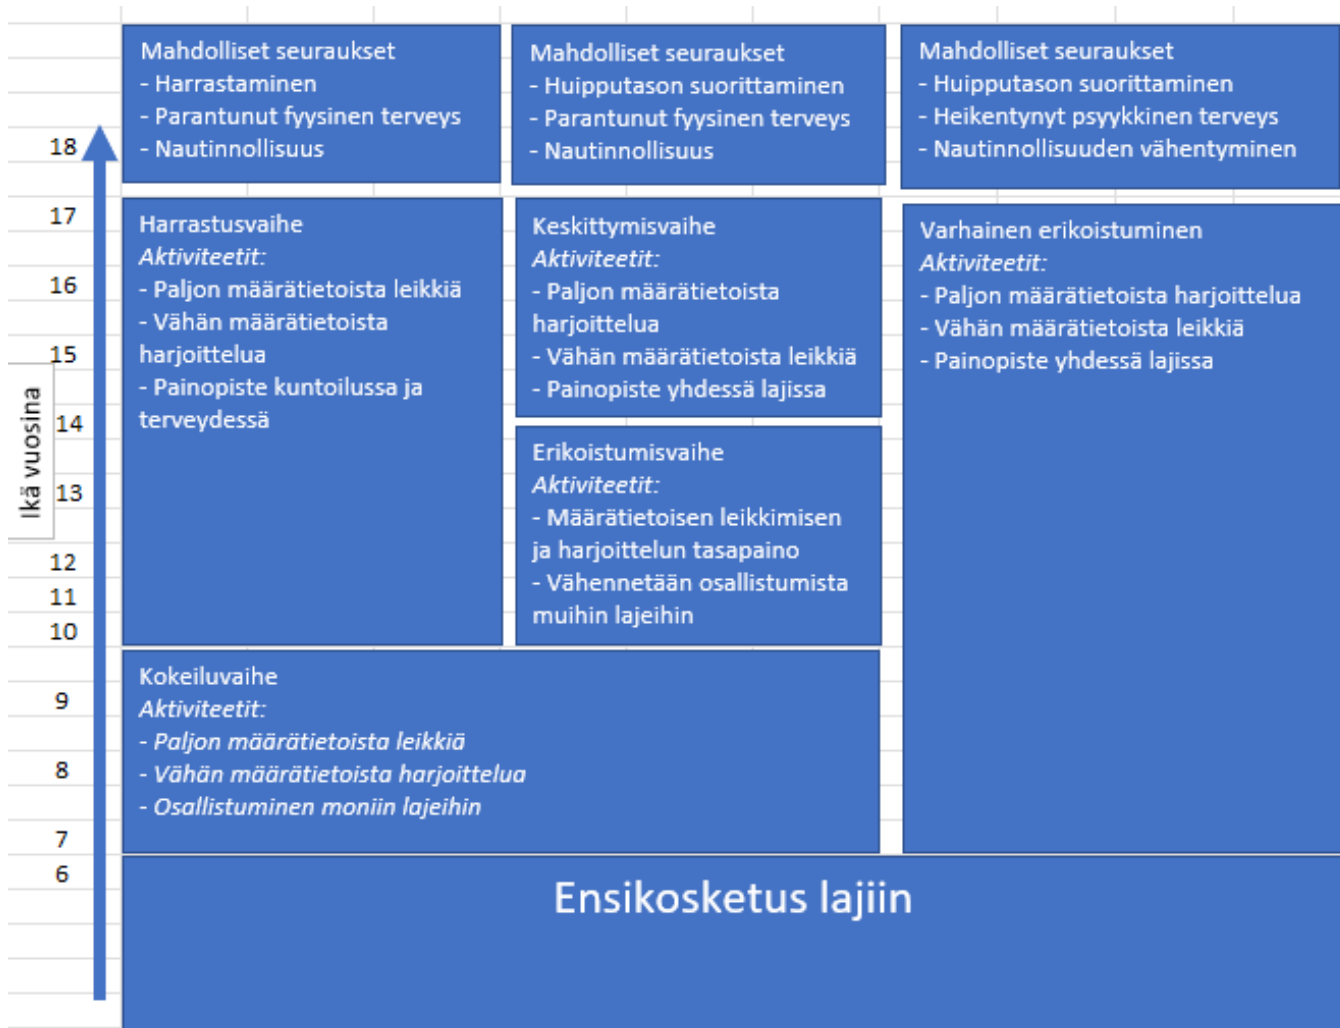 Mahdolliset seuraukset
- Harrastaminen
- Parantunut fyysinen terveys
- Nautinnollisuus
Mahdolliset seuraukset
- Huipputason suorittaminen
- Parantunut fyysinen terveys
- Nautinnollisuus
Mahdolliset seuraukset
- Huipputason suorittaminen
- Heikentynyt psyykkinen terveys
- Nautinnollisuuden vähentyminen
Harrastusvaihe
Aktiviteetit:
- Paljon määrätietoista leikkiä
- Vähän määrätietoista
harjoittelua
- Painopiste kuntoilussa ja
terveydessä
Keskittymisvaihe
Aktiviteetit:
- Paljon määrätietoista
harjoittelua
- Vähän määrätietoista leikkiä
- Painopiste yhdessä lajissa
Erikoistumisvaihe
Aktiviteetit:
- Määrätietoisen leikkimisen
ja harjoittelun tasapaino
- Vähennetään osallistumista
muihin lajeihin
Varhainen erikoistuminen
Aktiviteetit:
- Paljon määrätietoista harjoittelua
- Vähän määrätietoista leikkiä
- Painopiste yhdessä lajissa
Kokeiluvaihe
Aktiviteetit:
- Paljon määrätietoista leikkiä
- Vähän määrätietoista harjoittelua
- Osallistuminen moniin lajeihin
Ensikosketus lajiin
Ikä vuosina
18
17
16
15
14
13
12
11
10
9
8
7
6